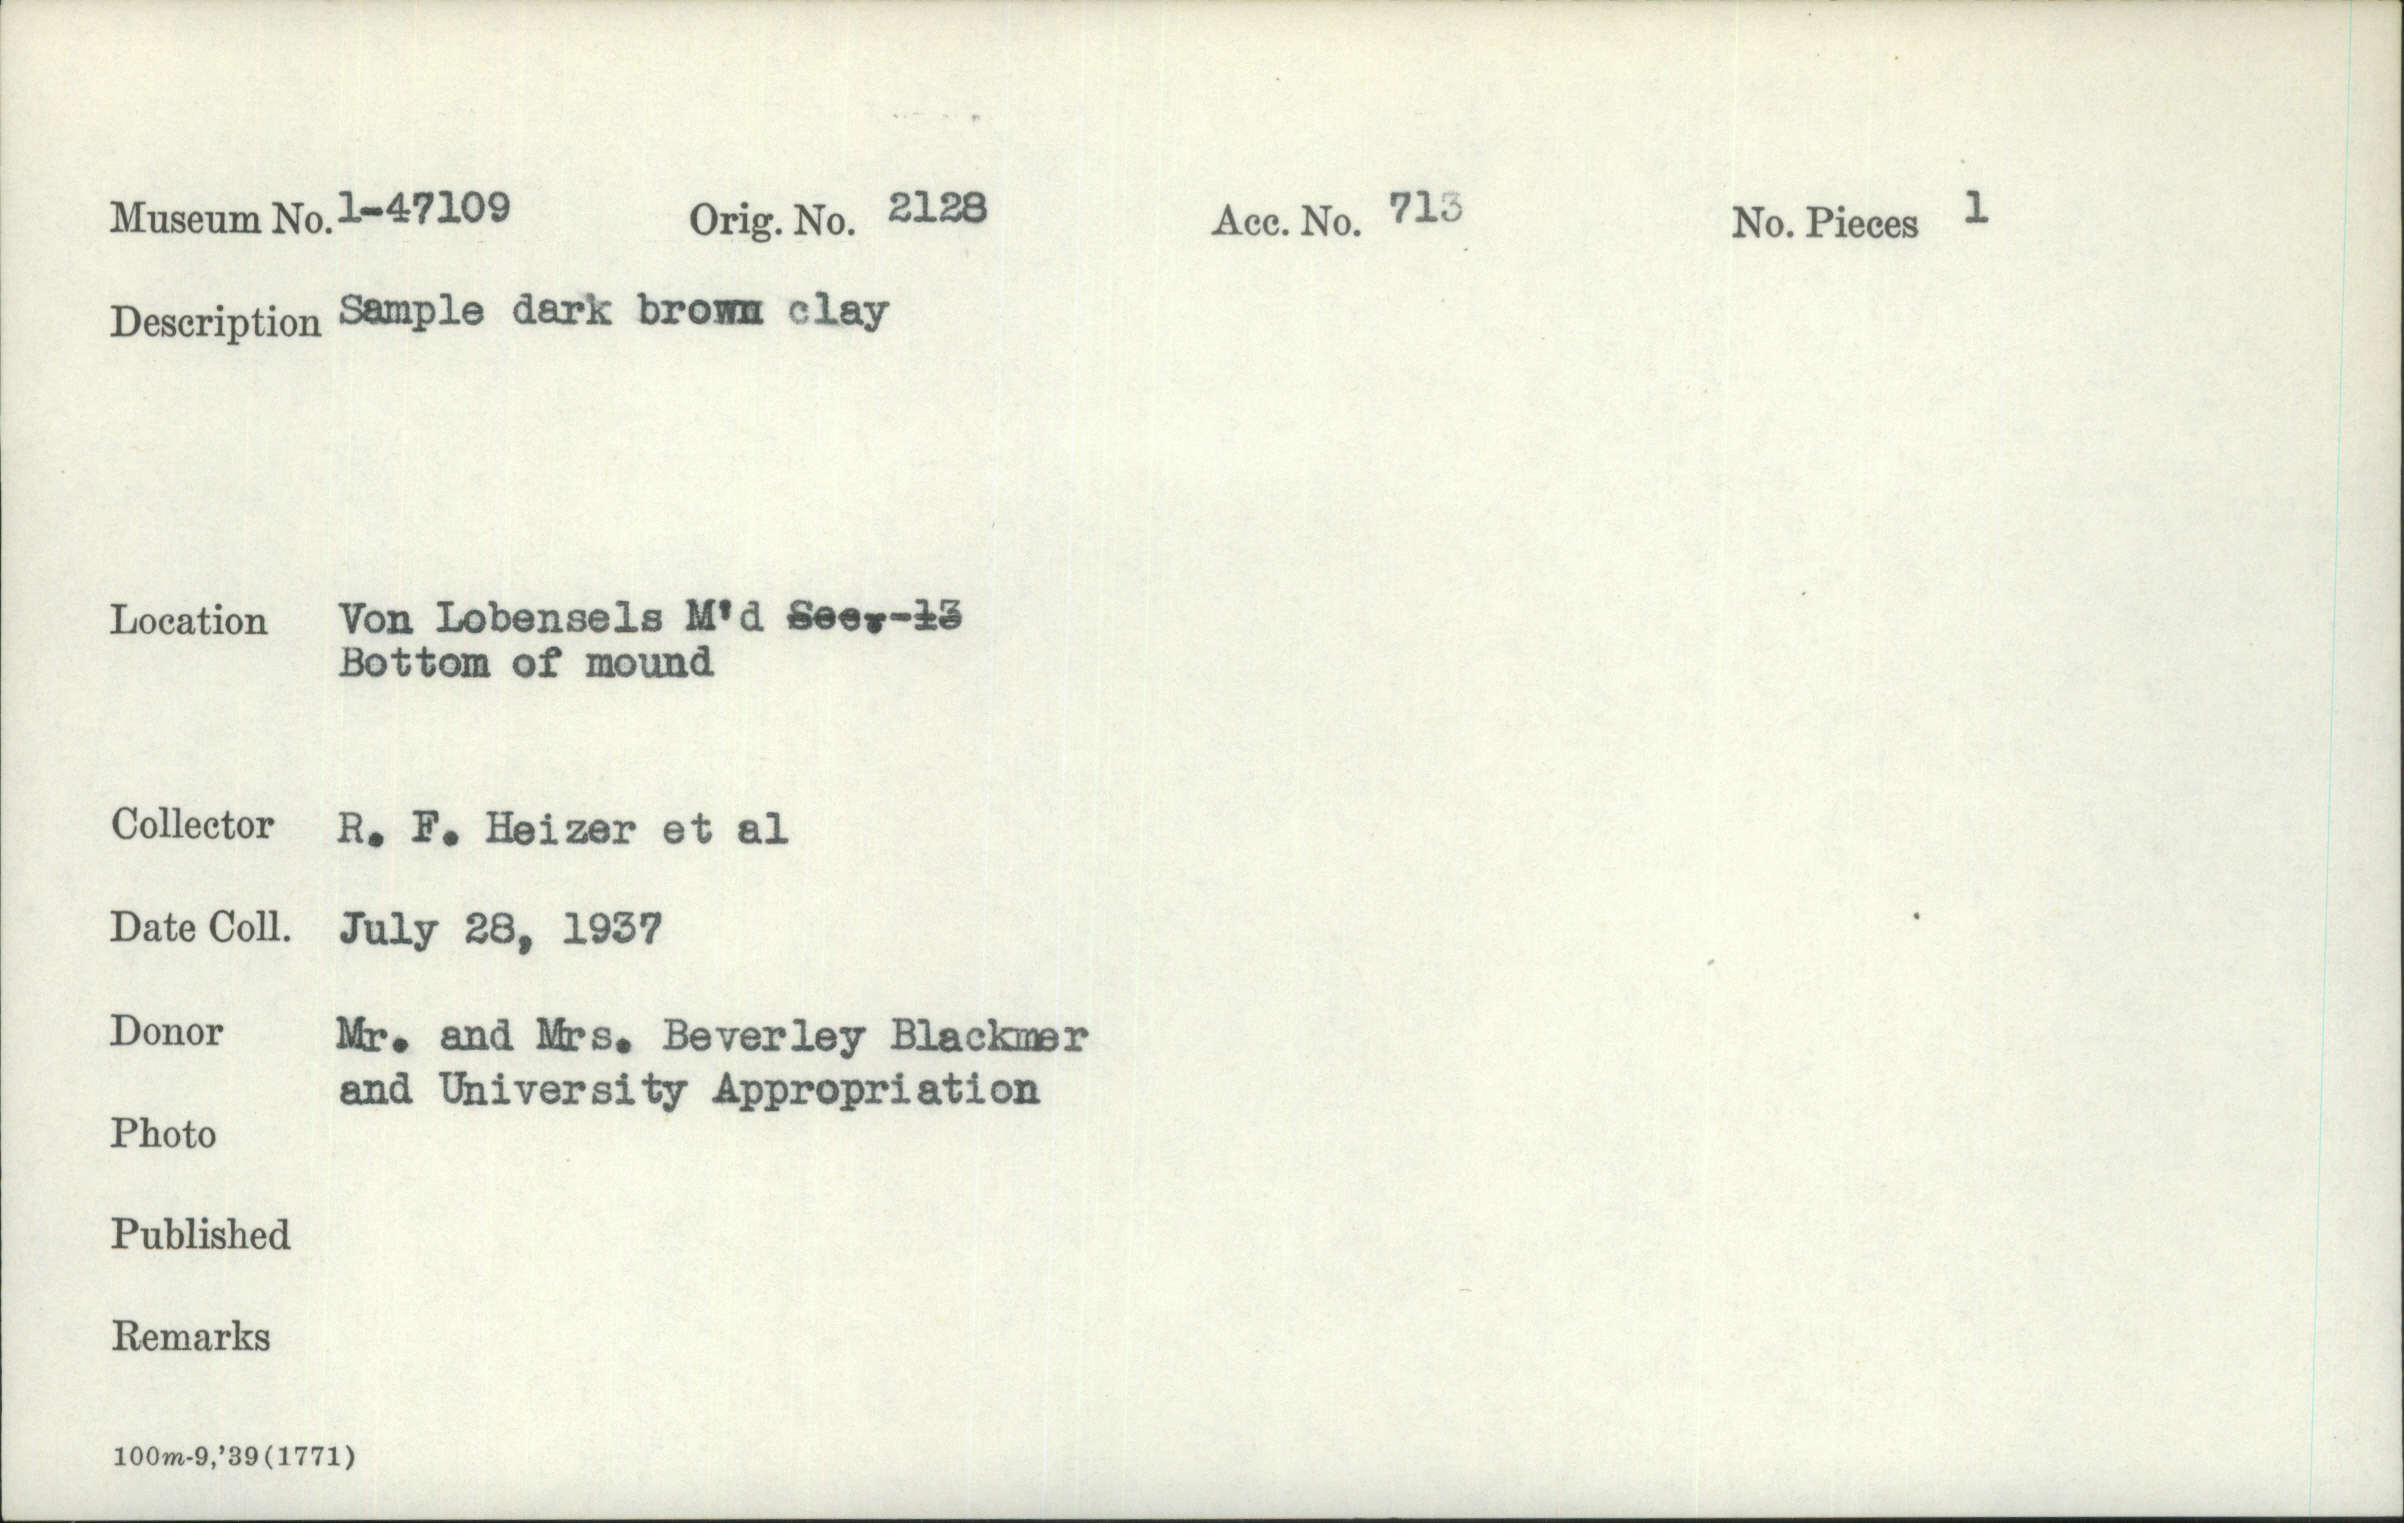 Museum No. 1-47109 Orig. No. 2128 Acc. No. 713 No. Pieces 1
Description Sample dark brown clay
Location Von Lobensels M'd
Bottom of mound
Collector R. F. Heizer et al
Date Coll. July 28, 1937
Donor Mr. and Mrs. Beverley Blackmer
and University Appropriation
Photo
Published
Remarks
100m-9,'39(1771)